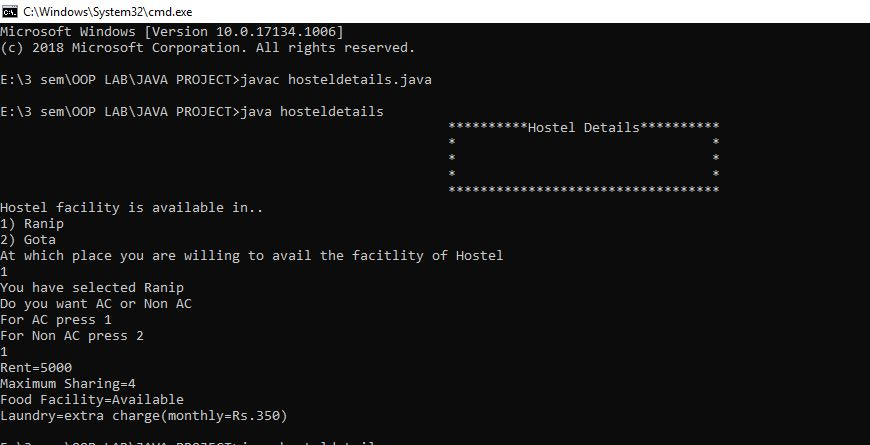 C:\Windows\System32\cmd.exe
Microsoft Windows [Version 10.0.17134.1006]
(c) 2018 Microsoft Corporation. All rights reserved.
E:\3 sem\OOP LAB\JAVA PROJECT>javac hosteldetails.java
E:\3 sem\OOP LAB\JAVA PROJECT>java hosteldetails
**********Hostel Details**********
* *
* *
* *
**********************************
Hostel facility is available in..
1) Ranip
2) Gota
At which place you are willing to avail the facitlity of Hostel
1
You have selected Ranip
Do you want AC or Non AC
For AC press 1
For Non AC press 2
1
Rent=5000
Maximum Sharing=4
Food Facility=Available
Laundry=extra charge(monthly=Rs.350)